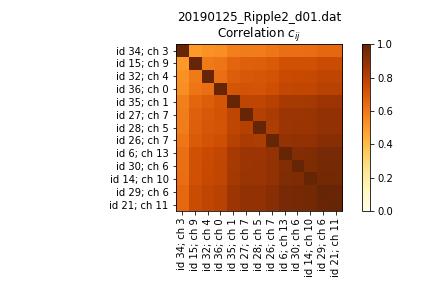 20190125_Ripple2_d01.dat
Correlation c_ij
id 34; ch 3
id 15; ch 9
id 32; ch 4
id 36; ch 0
id 35; ch 1
id 27; ch 7
id 28; ch 5
id 26; ch 7
id 6; ch 13
id 30; ch 6
id 14; ch 10
id 29; ch 6
id 21; ch 11
1.0
0.8
0.6
0.4
0.2
0.0
id 34; ch 3
id 15; ch 9
id 32; ch 4
id 36; ch 0
id 35; ch 1
id 27; ch 7
id 28; ch 5
id 26; ch 7
id 6; ch 13
id 30; ch 6
id 14; ch 10
id 29; ch 6
id 21; ch 11